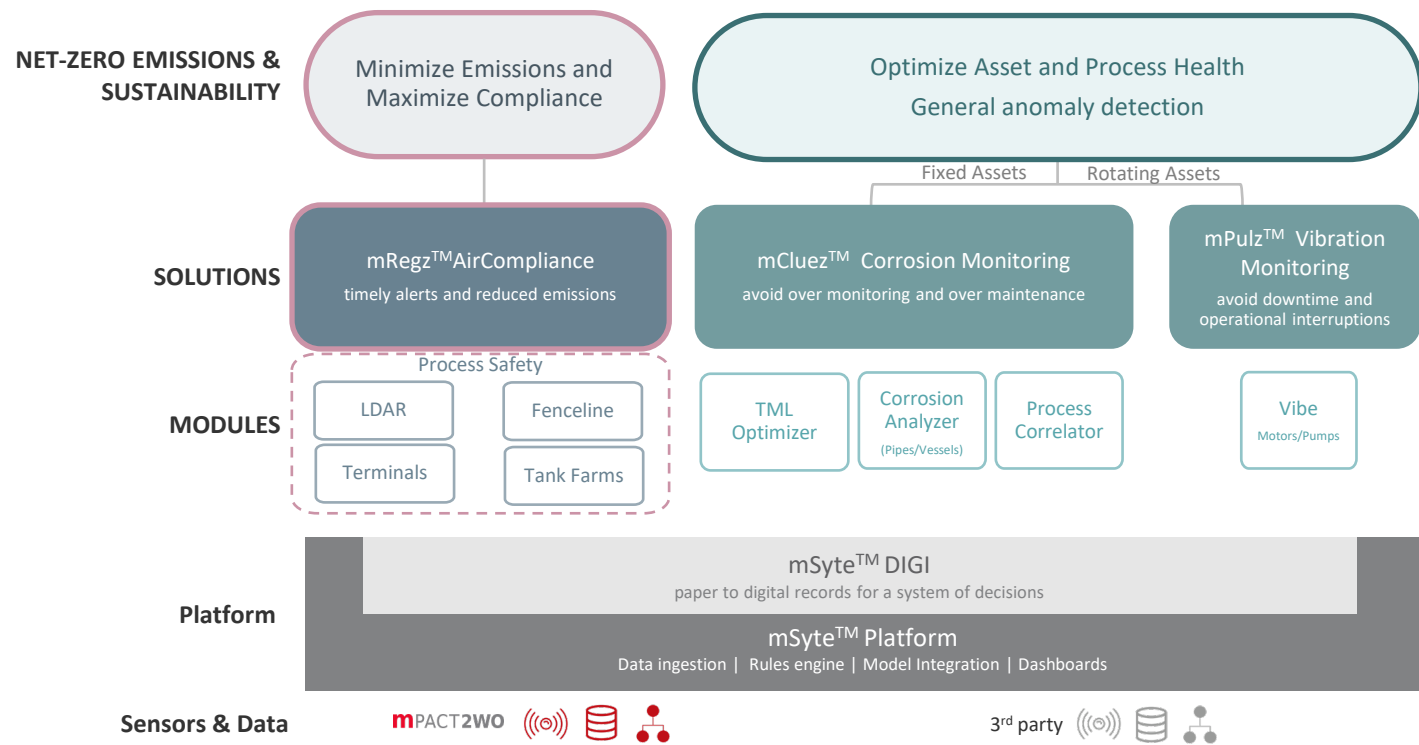 NET-ZERO EMISSIONS &
SUSTAINABILITY
Minimize Emissions and
Maximize Compliance
Optimize Asset and Process Health
General anomaly detection
Fixed Assets
Rotating Assets
SOLUTIONS
mRegz™AirCompliance
timely alerts and reduced emissions
mCluez™ Corrosion Monitoring
avoid over monitoring and over maintenance
mPulz™ Vibration
Monitoring
avoid downtime and
operational interruptions
MODULES
Process Safety
LDAR
Fenceline
Terminals
Tank Farms
TML
Optimizer
Corrosion
Analyzer
(Pipes/Vessels)
Process
Correlator
Vibe
Motors/Pumps
Platform
mSyte™ DIGI
paper to digital records for a system of decisions
mSyte™ Platform
Data ingestion | Rules engine | Model Integration | Dashboards
Sensors & Data
mPACT2WO
3rd party